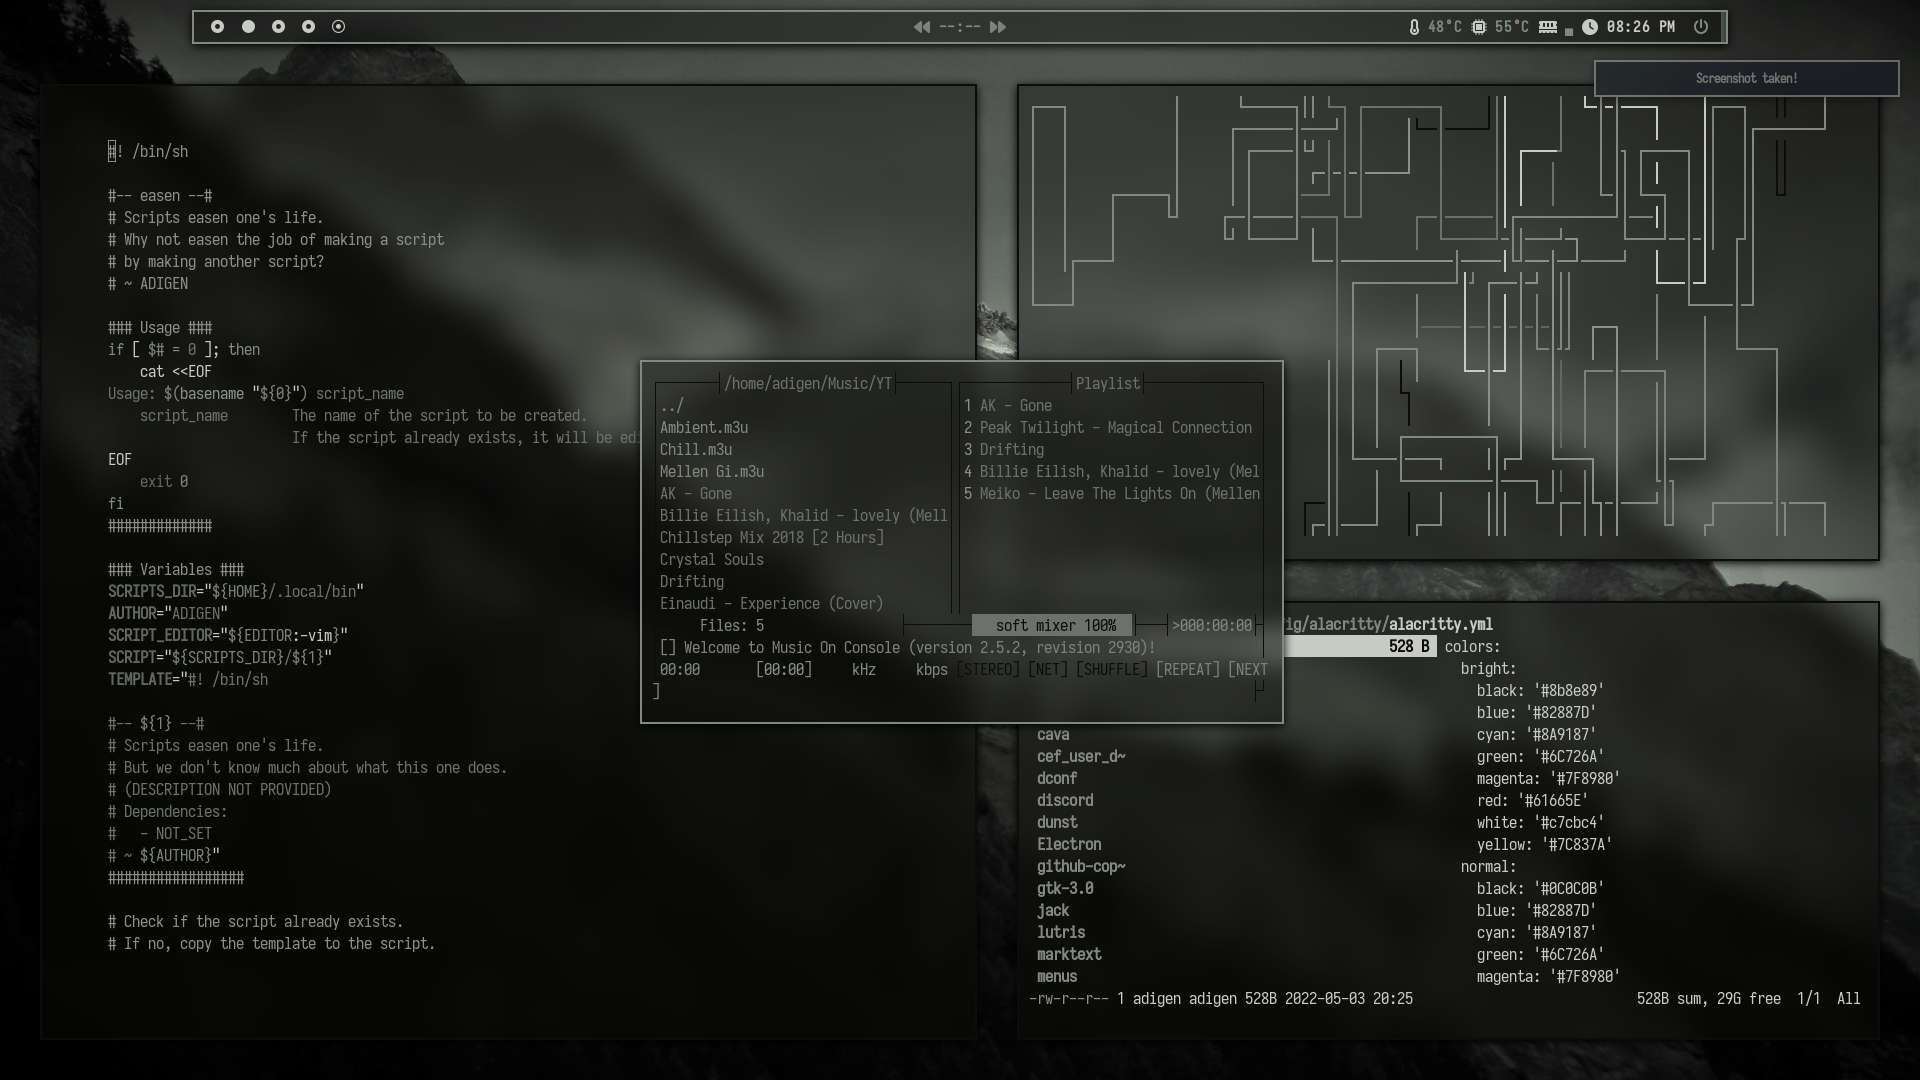 --:--
48°C
55°C
08:26 PM
Screenshot taken!
#! /bin/sh
#-- easen --#
# Scripts easen one's life.
# Why not easen the job of making a script
# by making another script?
# ~ ADIGEN
### Usage ###
if [ $# = 0 ]; then
cat <<EOF
Usage: $(basename "${0}") script_name
script_name The name of the script to be created.
If the script already exists, it will be edi
EOF
exit 0
fi
#############
### Variables ###
SCRIPTS_DIR="${HOME}/.local/bin"
AUTHOR="ADIGEN"
SCRIPT_EDITOR="${EDITOR:-vim}"
SCRIPT="${SCRIPTS_DIR}/${1}"
TEMPLATE="#! /bin/sh
#-- ${1} --#
# Scripts easen one's life.
# But we don't know much about what this one does.
# (DESCRIPTION NOT PROVIDED)
# Dependencies:
#   - NOT_SET
# ~ ${AUTHOR}"
#################
# Check if the script already exists.
# If no, copy the template to the script.
/home/adigen/Music/YT
../
Ambient.m3u
Chill.m3u
Mellen Gi.m3u
AK - Gone
Billie Eilish, Khalid - lovely (Mell
Chillstep Mix 2018 [2 Hours]
Crystal Souls
Drifting
Einaudi - Experience (Cover)
Playlist
1 AK - Gone
2 Peak Twilight - Magical Connection
3 Drifting
4 Billie Eilish, Khalid - lovely (Mel
5 Meiko - Leave The Lights On (Mellen
Files: 5
soft mixer 100%
>000:00:00
[] Welcome to Music On Console (version 2.5.2, revision 2930)!
00:00 [00:00] kHz kbps [STEREO] [NET] [SHUFFLE] [REPEAT] [NEXT
]
ig/alacritty/alacritty.yml
528 B
cava
cef_user_d~
dconf
discord
dunst
Electron
github-cop~
gtk-3.0
jack
lutris
marktext
menus
colors:
bright:
black: '#8b8e89'
blue: '#82887D'
cyan: '#8A9187'
green: '#6C726A'
magenta: '#7F8980'
red: '#61665E'
white: '#c7cbc4'
yellow: '#7C837A'
normal:
black: '#0C0C0B'
blue: '#82887D'
cyan: '#8A9187'
green: '#6C726A'
magenta: '#7F8980'
-rw-r--r-- 1 adigen adigen 528B 2022-05-03 20:25
528B sum, 29G free 1/1 All